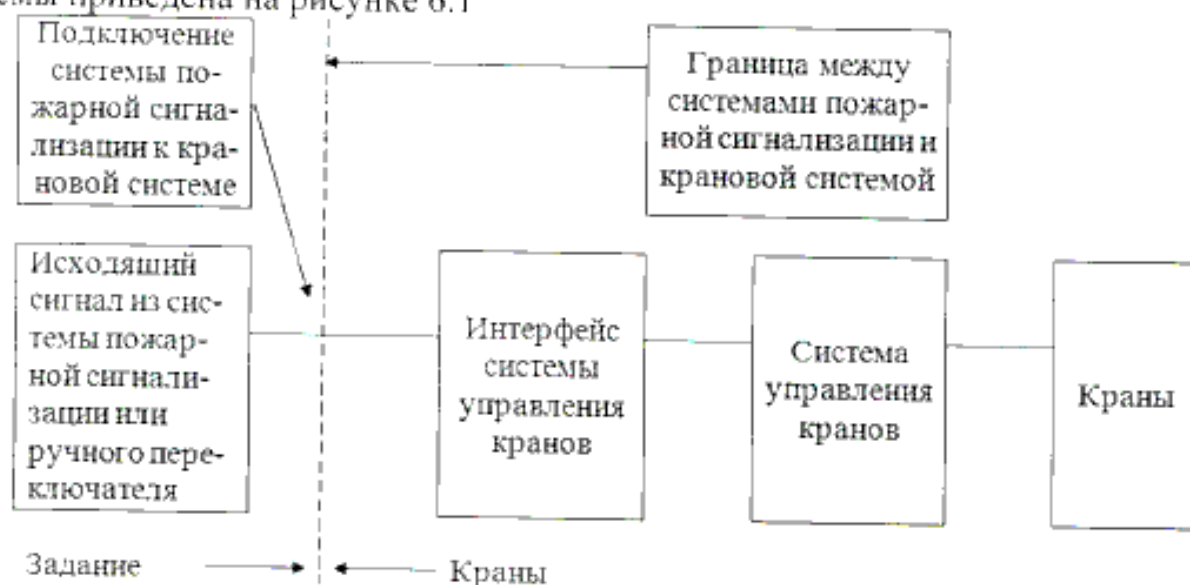 емы приведена на рисунке 6.1
Подключение
системы по-
жарной сигна-
лизации к кра-
новой системе
Граница между
системами пожар-
ной сигнализации и
крановой системой
Исходяший
сигнал из сис-
темы пожар-
ной сигнали-
зации или
ручного пере-
ключателя
Интерфейс
системы
управления
кранов
Система
управления
кранов
Краны
Задание
Краны